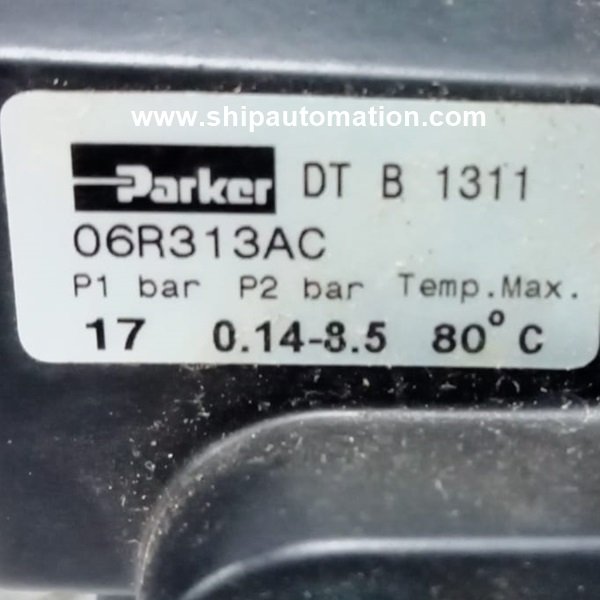 www.shipautomation.com
Parker DT B 1311
06R313AC
P1 bar P2 bar Temp.Max.
17 0.14-8.5 80°C